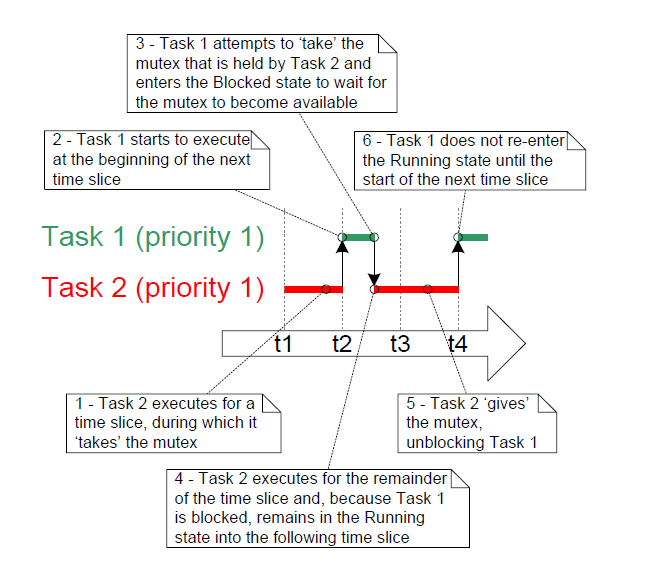 3 - Task 1 attempts to ‘take’ the
mutex that is held by Task 2 and
enters the Blocked state to wait for
the mutex to become available
2 - Task 1 starts to execute
at the beginning of the next
time slice
6 - Task 1 does not re-enter
the Running state until the
start of the next time slice
Task 1 (priority 1)
Task 2 (priority 1)
t1 t2 t3 t4
1 - Task 2 executes for a
time slice, during which it
‘takes’ the mutex
5 - Task 2 ‘gives’
the mutex,
unblocking Task 1
4 - Task 2 executes for the remainder
of the time slice and, because Task 1
is blocked, remains in the Running
state into the following time slice